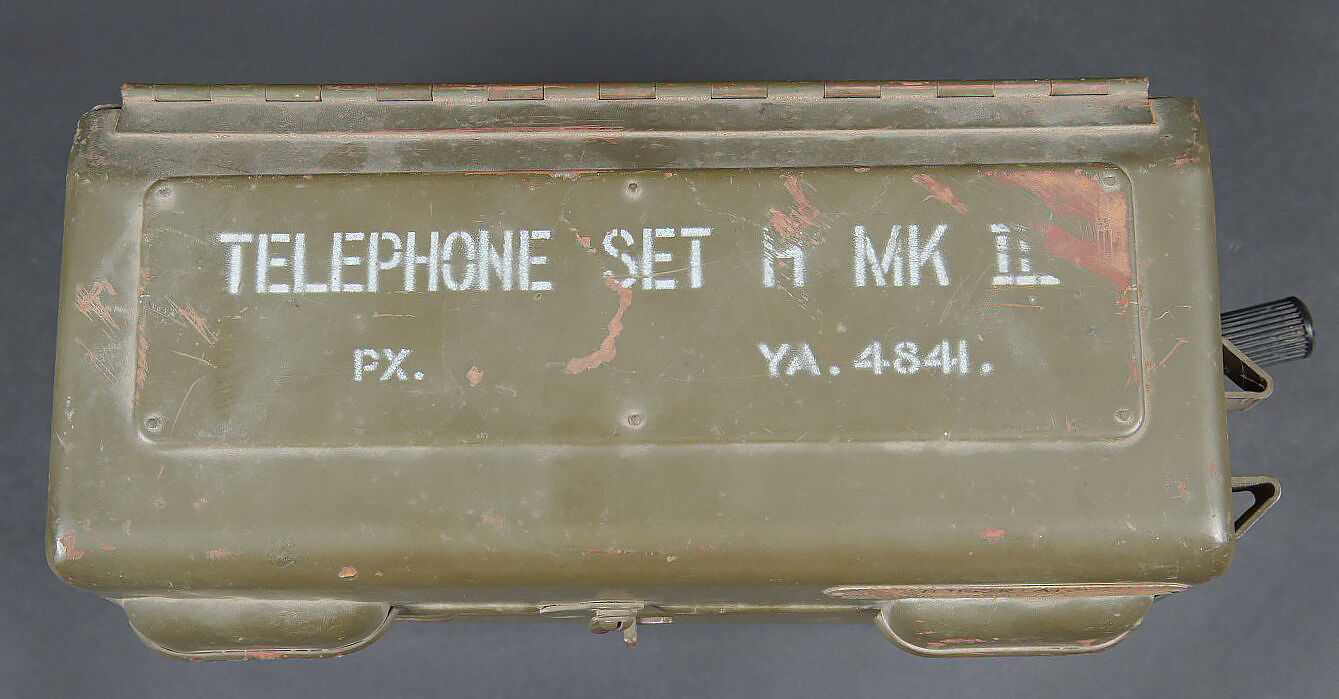 TELEPHONE SET H MK II
PX. YA. 4841.